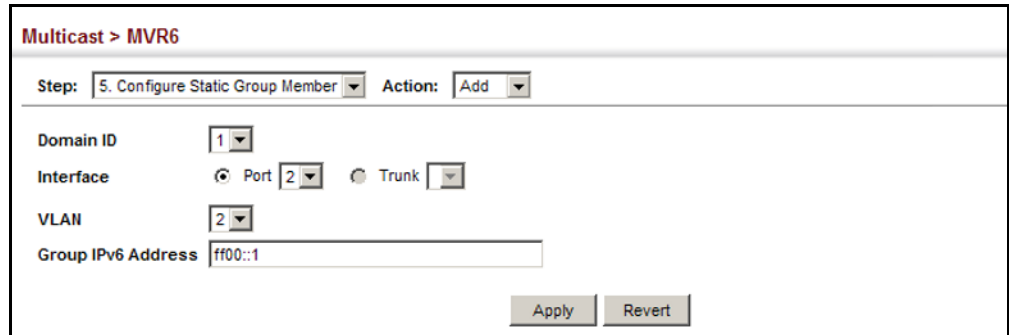 Multicast > MVR6
Step: 5. Configure Static Group Member Action: Add
Domain ID 1
Interface Port 2 Trunk
VLAN 2
Group IPv6 Address ff00::1
Apply Revert